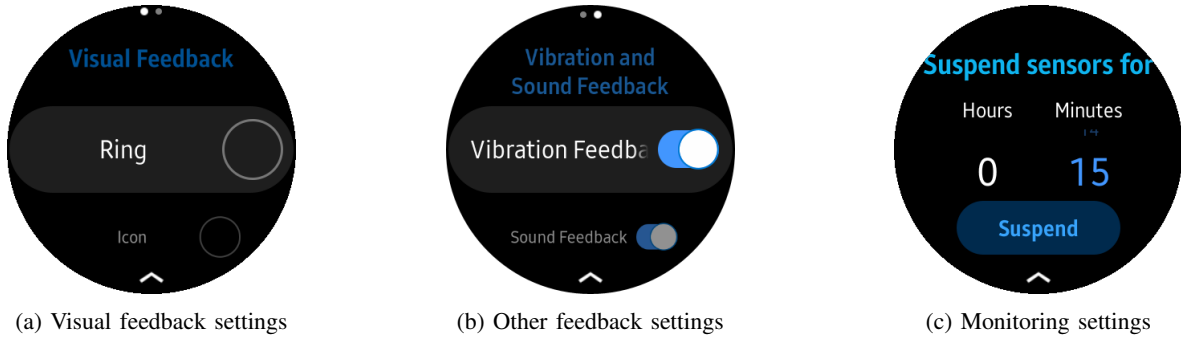 Visual Feedback
Ring
Icon
(a) Visual feedback settings
Vibration and
Sound Feedback
Vibration Feedba
Sound Feedback
(b) Other feedback settings
Suspend sensors for
Hours Minutes
14
0 15
Suspend
(c) Monitoring settings